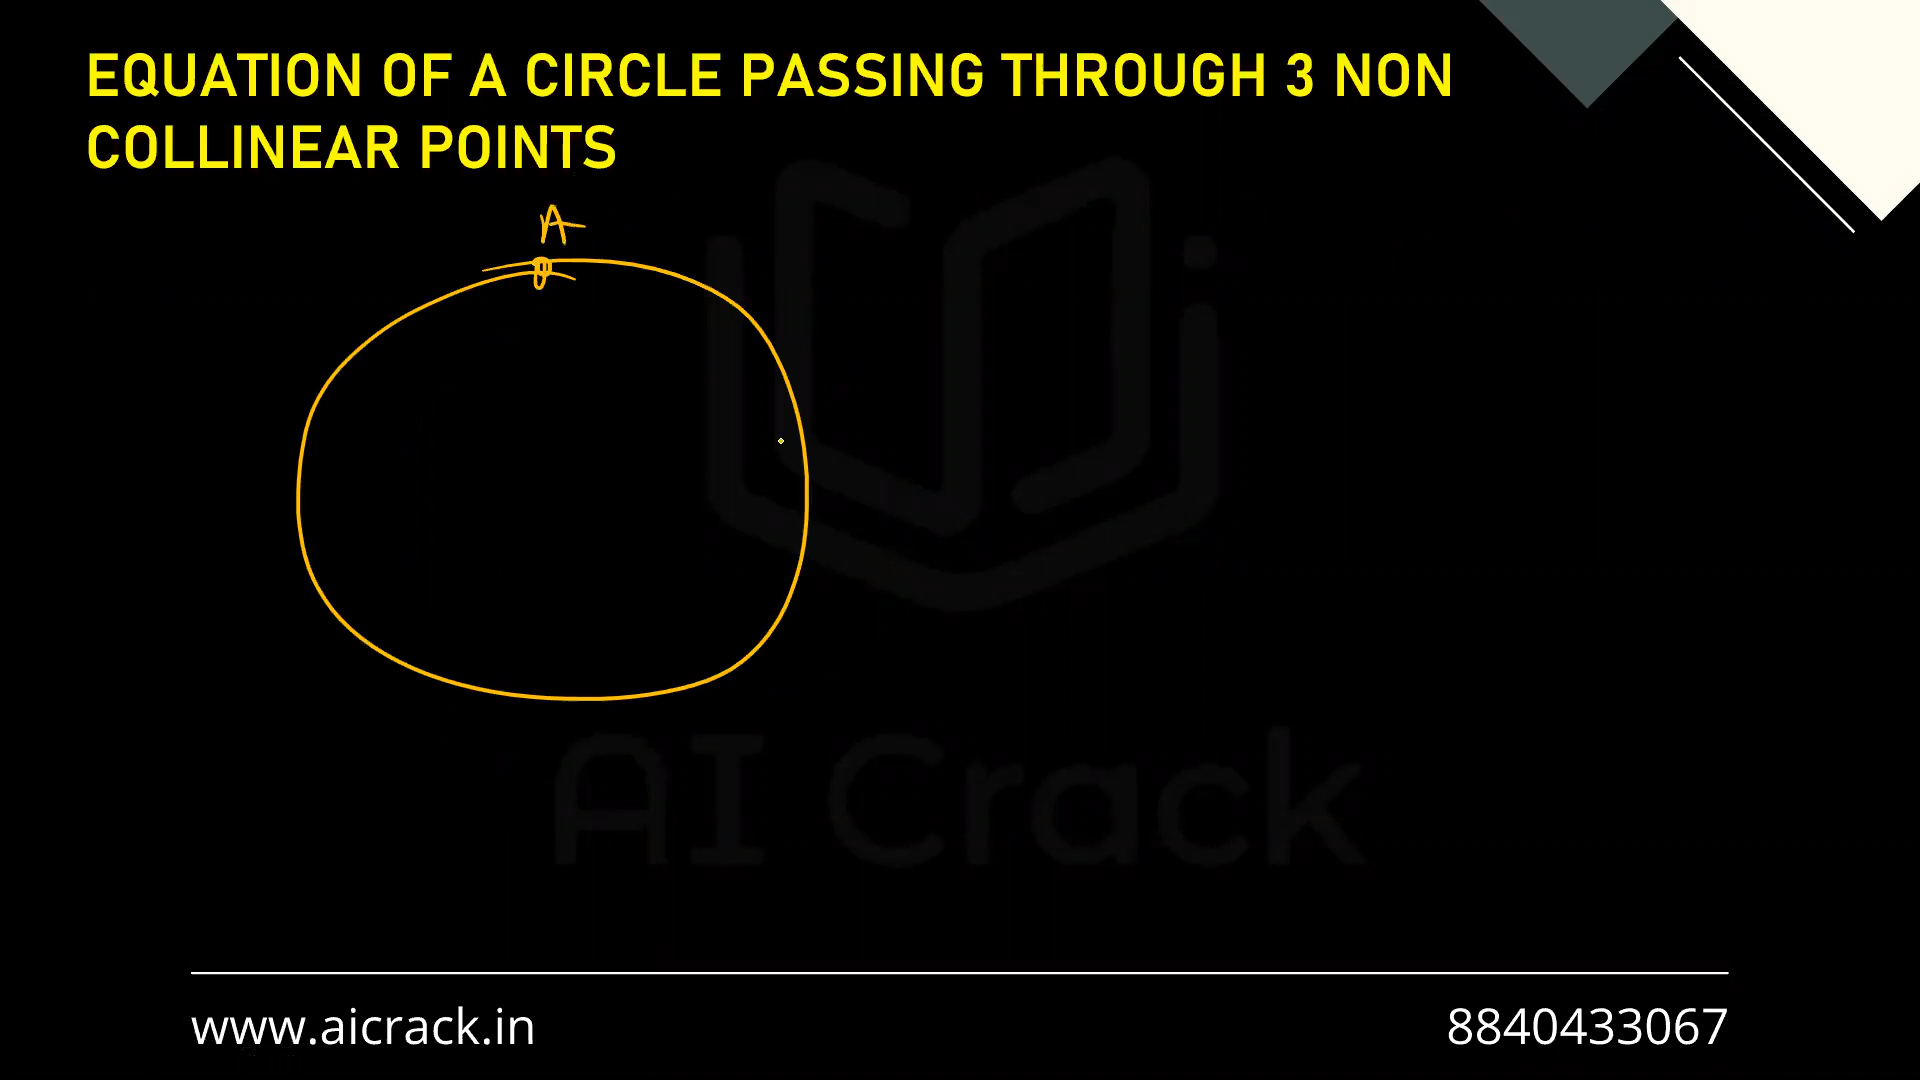 EQUATION OF A CIRCLE PASSING THROUGH 3 NON
COLLINEAR POINTS
A
AI Crack
www.aicrack.in
8840433067